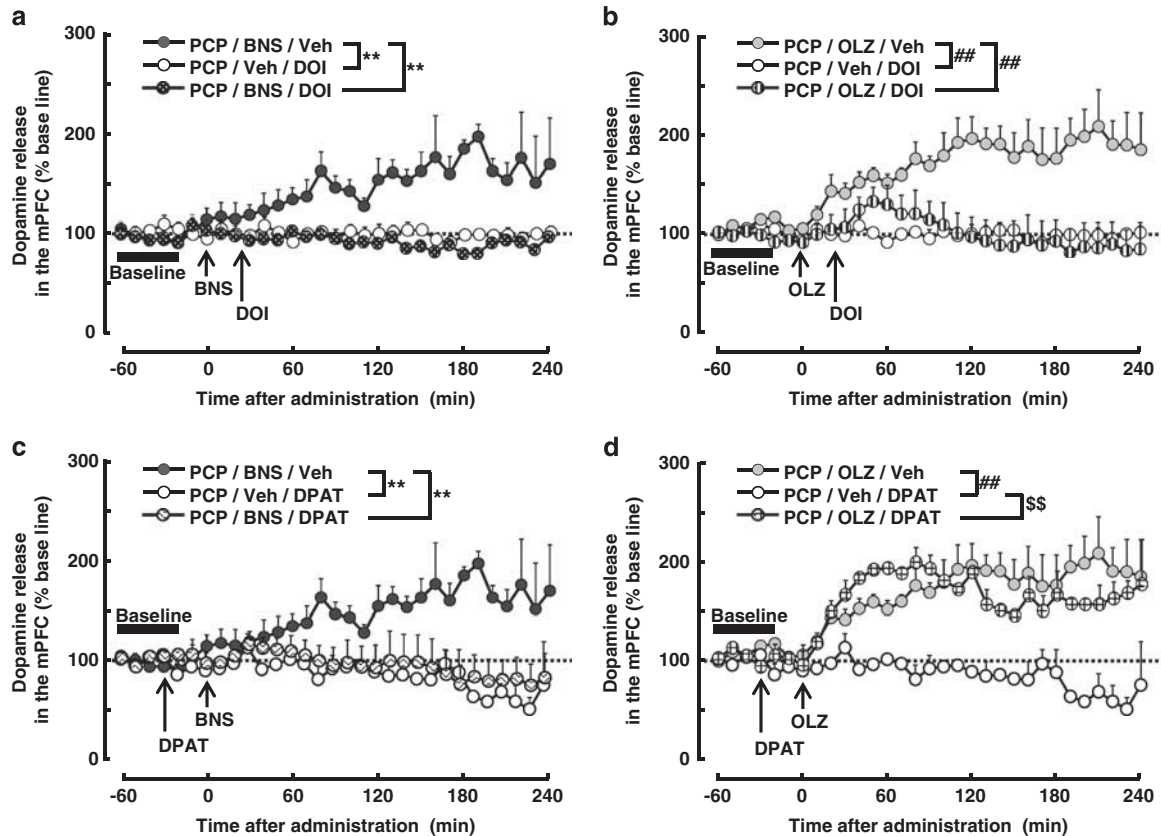 a
300
200
100
0
Dopamine release
in the mPFC (% base line)
PCP / BNS / Veh
PCP / Veh / DOI
PCP / BNS / DOI
**
**
Baseline
BNS
DOI
-60 0 60 120 180 240
Time after administration (min)
b
300
200
100
0
Dopamine release
in the mPFC (% base line)
PCP / OLZ / Veh
PCP / Veh / DOI
PCP / OLZ / DOI
##
##
Baseline
OLZ
DOI
-60 0 60 120 180 240
Time after administration (min)
c
300
200
100
0
Dopamine release
in the mPFC (% base line)
PCP / BNS / Veh
PCP / Veh / DPAT
PCP / BNS / DPAT
**
**
Baseline
BNS
DPAT
-60 0 60 120 180 240
Time after administration (min)
d
300
200
100
0
Dopamine release
in the mPFC (% base line)
PCP / OLZ / Veh
PCP / Veh / DPAT
PCP / OLZ / DPAT
##
$$
Baseline
OLZ
DPAT
-60 0 60 120 180 240
Time after administration (min)